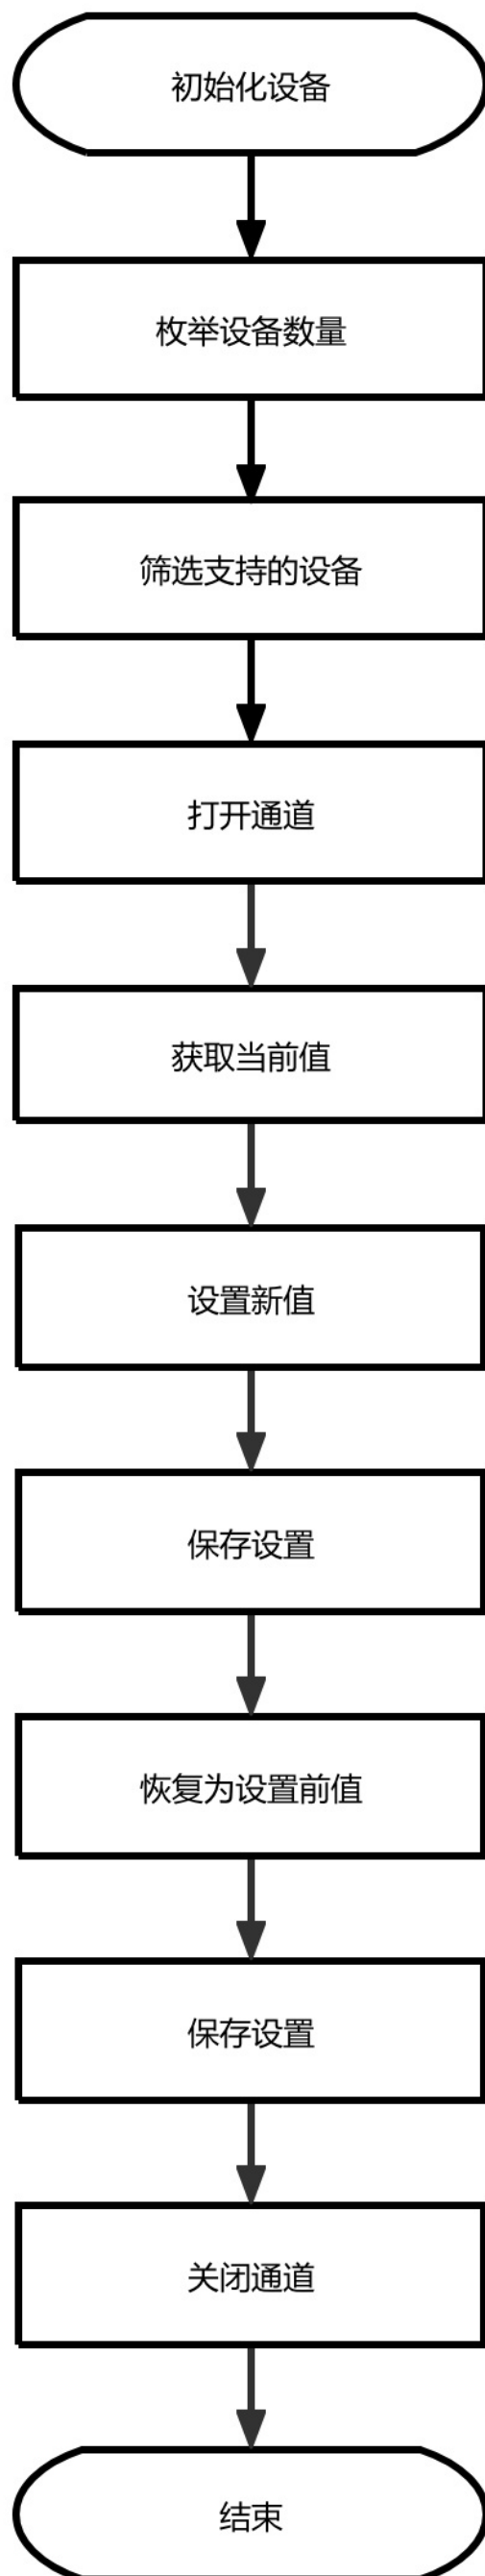 初始化设备
枚举设备数量
筛选支持的设备
打开通道
获取当前值
设置新值
保存设置
恢复为设置前值
保存设置
关闭通道
结束